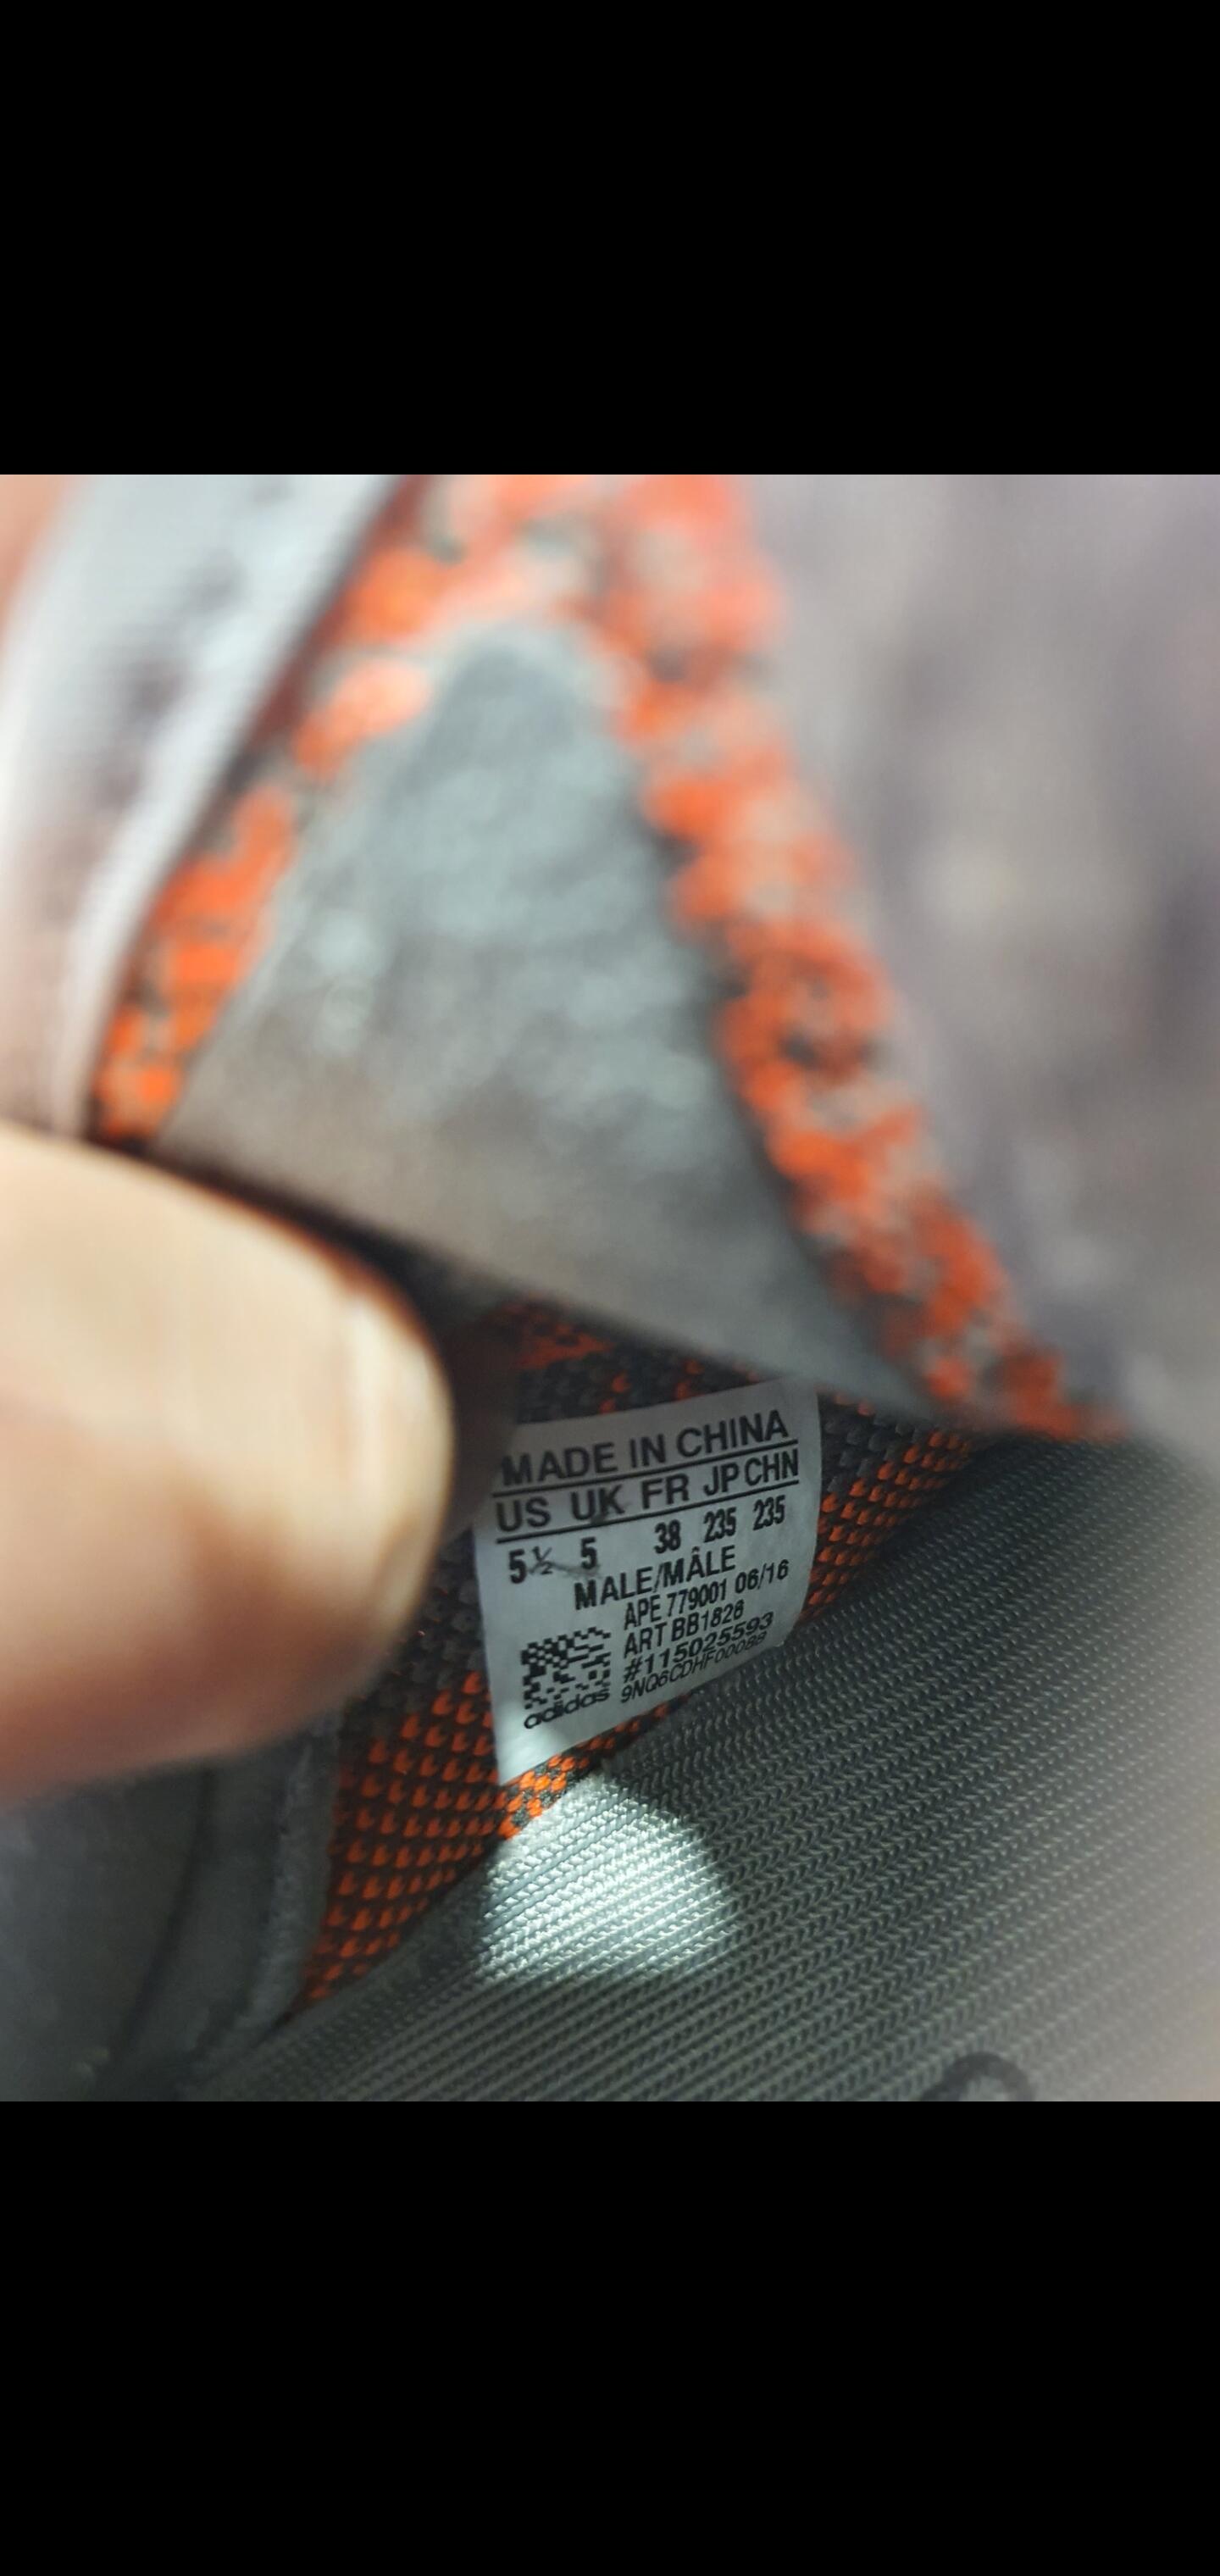 MADE IN CHINA
US UK FR JP CHN
5½ 5 38 235 235
MALE/MÂLE
APE 779001 06/16
ART BB1828
#115025593
adidas